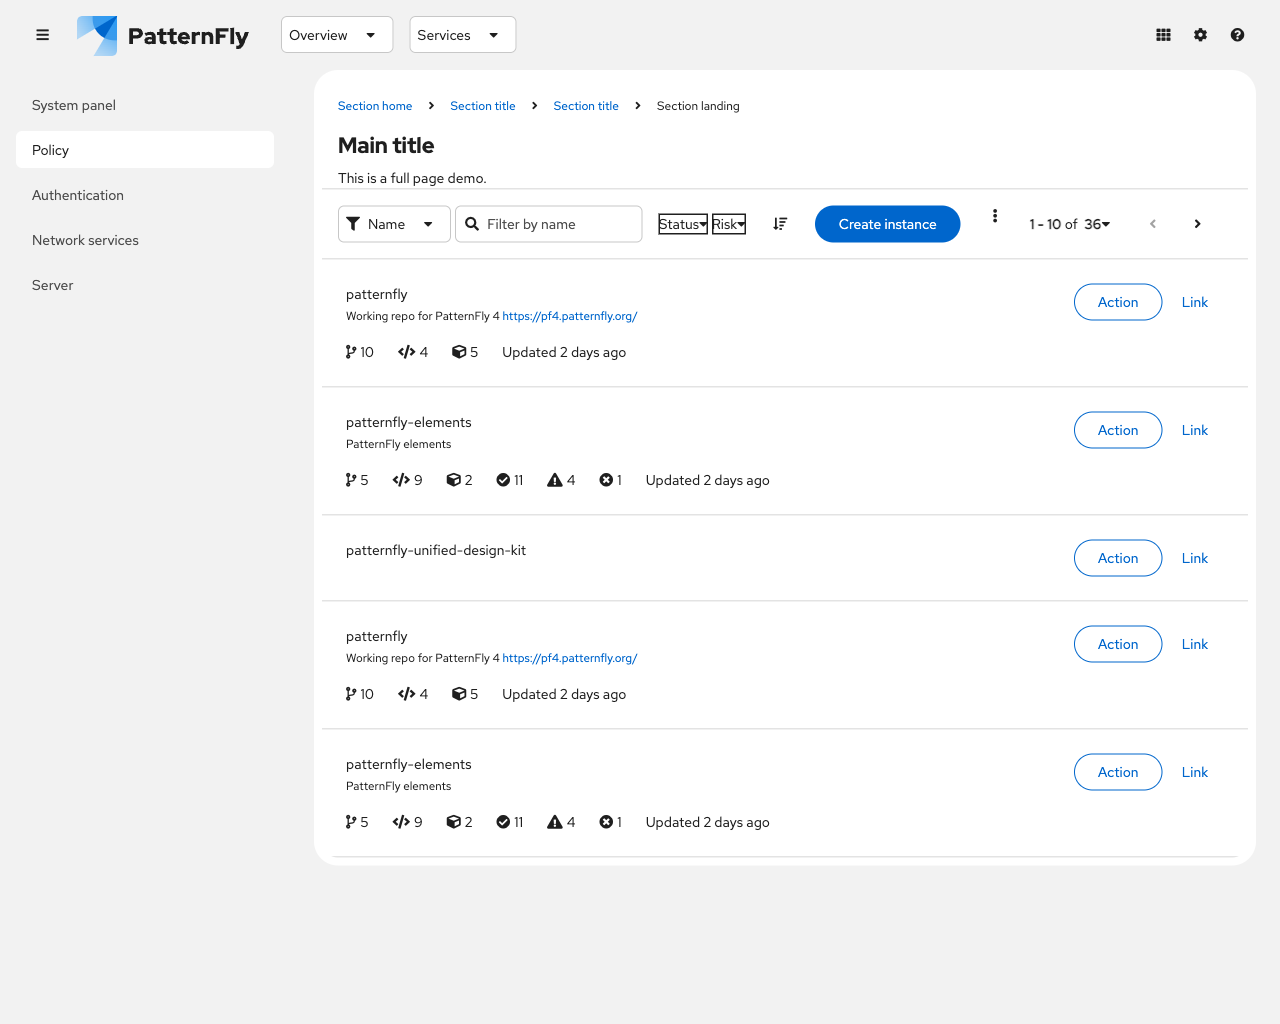 PatternFly
Overview
Services
System panel
Policy
Authentication
Network services
Server
Section home
Section title
Section title
Section landing
Main title
This is a full page demo.
Name
Filter by name
Status
Risk
Create instance
1 - 10 of 36
patternfly
Working repo for PatternFly 4 https://pf4.patternfly.org/
10 4 5 Updated 2 days ago
Action
Link
patternfly-elements
PatternFly elements
5 9 2 11 4 1 Updated 2 days ago
Action
Link
patternfly-unified-design-kit
Action
Link
patternfly
Working repo for PatternFly 4 https://pf4.patternfly.org/
10 4 5 Updated 2 days ago
Action
Link
patternfly-elements
PatternFly elements
5 9 2 11 4 1 Updated 2 days ago
Action
Link